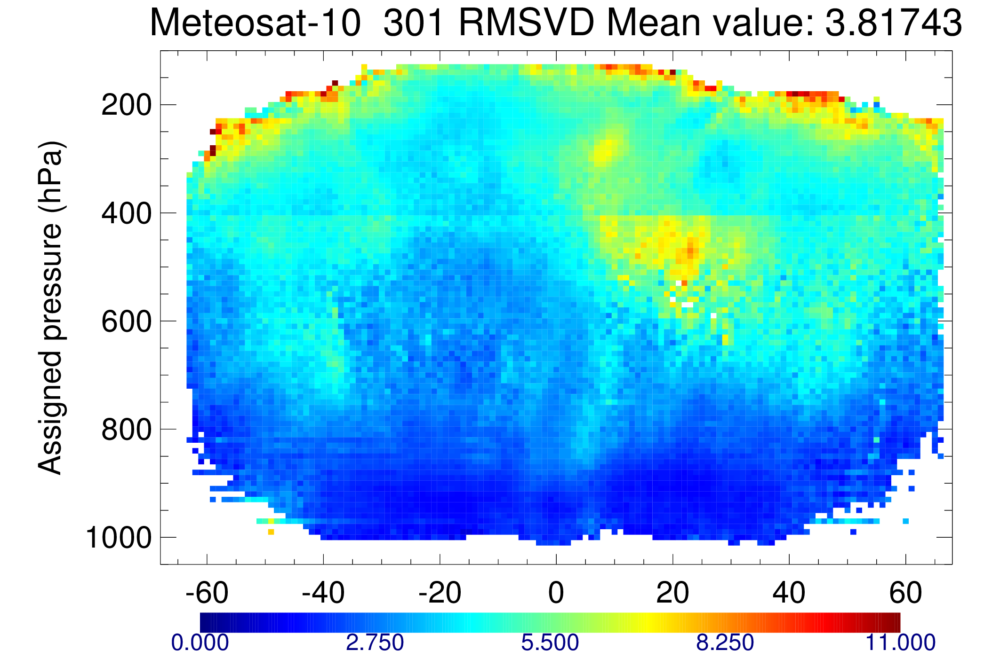 Meteosat-10 301 RMSVD Mean value: 3.81743
Assigned pressure (hPa)
200
400
600
800
1000
-60 -40 -20 0 20 40 60
0.000 2.750 5.500 8.250 11.000